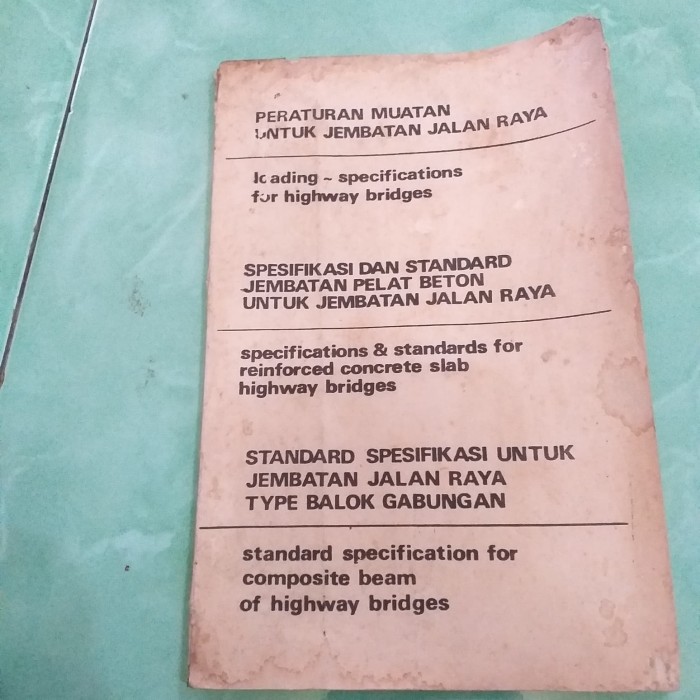 PERATURAN MUATAN
UNTUK JEMBATAN JALAN RAYA
loading ~ specifications
for highway bridges
SPESIFIKASI DAN STANDARD
JEMBATAN PELAT BETON
UNTUK JEMBATAN JALAN RAYA
specifications & standards for
reinforced concrete slab
highway bridges
STANDARD SPESIFIKASI UNTUK
JEMBATAN JALAN RAYA
TYPE BALOK GABUNGAN
standard specification for
composite beam
of highway bridges